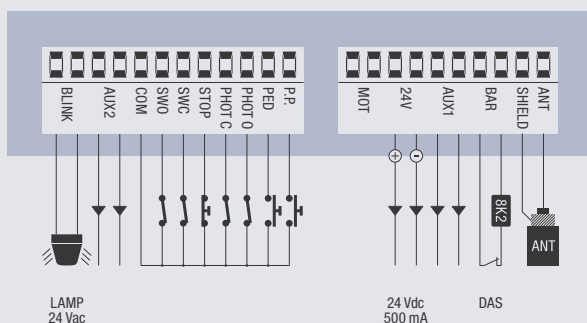 BLINK
AUX2
COM
SWO
SWC
STOP
PHOT C
PHOT O
PED
P.P.
MOT
24V
AUX1
BAR
SHIELD
ANT
+
-
8K2
ANT
LAMP
24 Vac
24 Vdc
500 mA
DAS